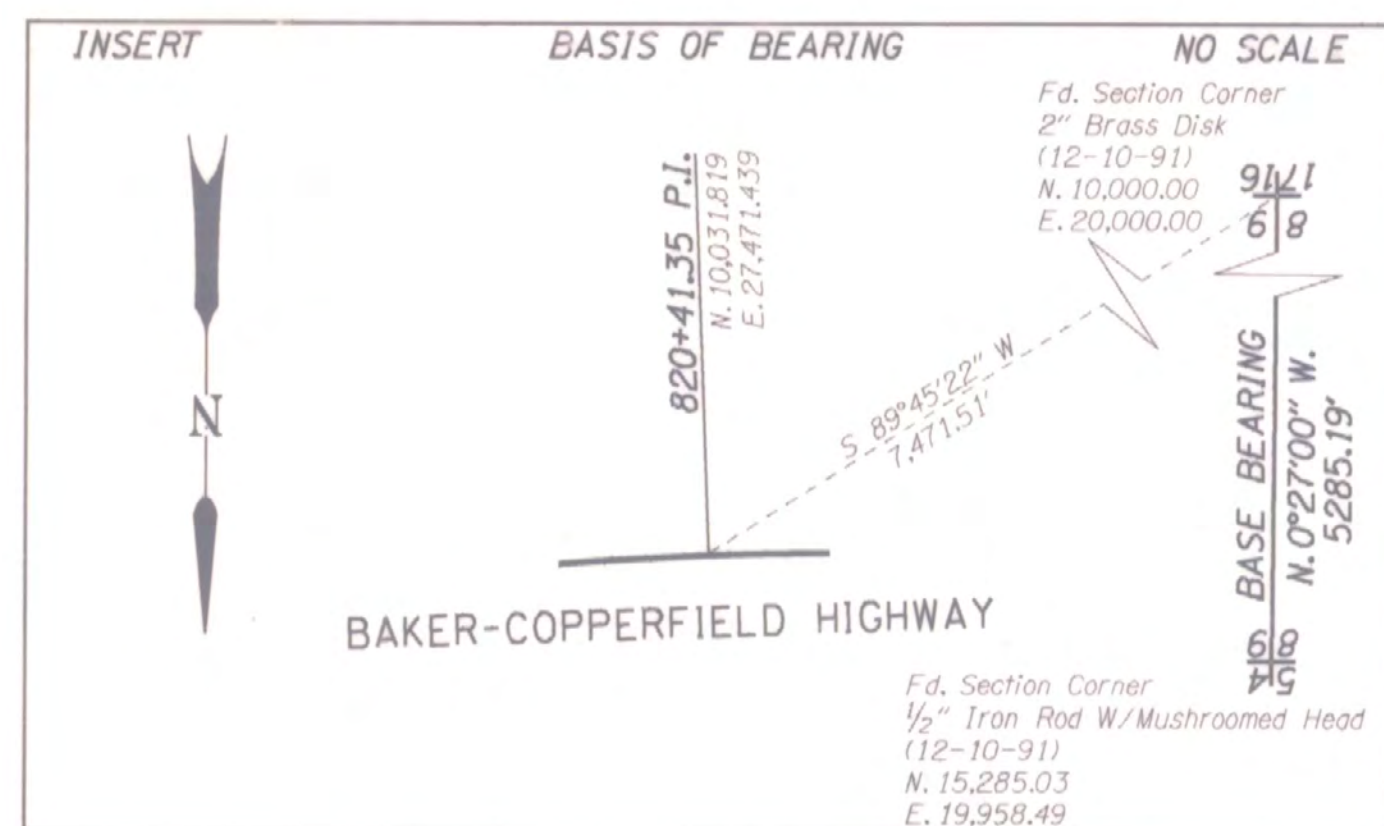 INSERT
BASIS OF BEARING
NO SCALE
Fd. Section Corner
2" Brass Disk
(12-10-91)
N. 10,000.00
E. 20,000.00
17 16
8 9
820+41.35 P.I.
N. 10,031.819
E. 27,471.439
N
S 89°45'22" W
7,471.51'
BASE BEARING
N.0°27'00" W.
5285.19'
BAKER-COPPERFIELD HIGHWAY
8 9
5 4
Fd. Section Corner
1/2" Iron Rod W/Mushroomed Head
(12-10-91)
N. 15,285.03
E. 19,958.49